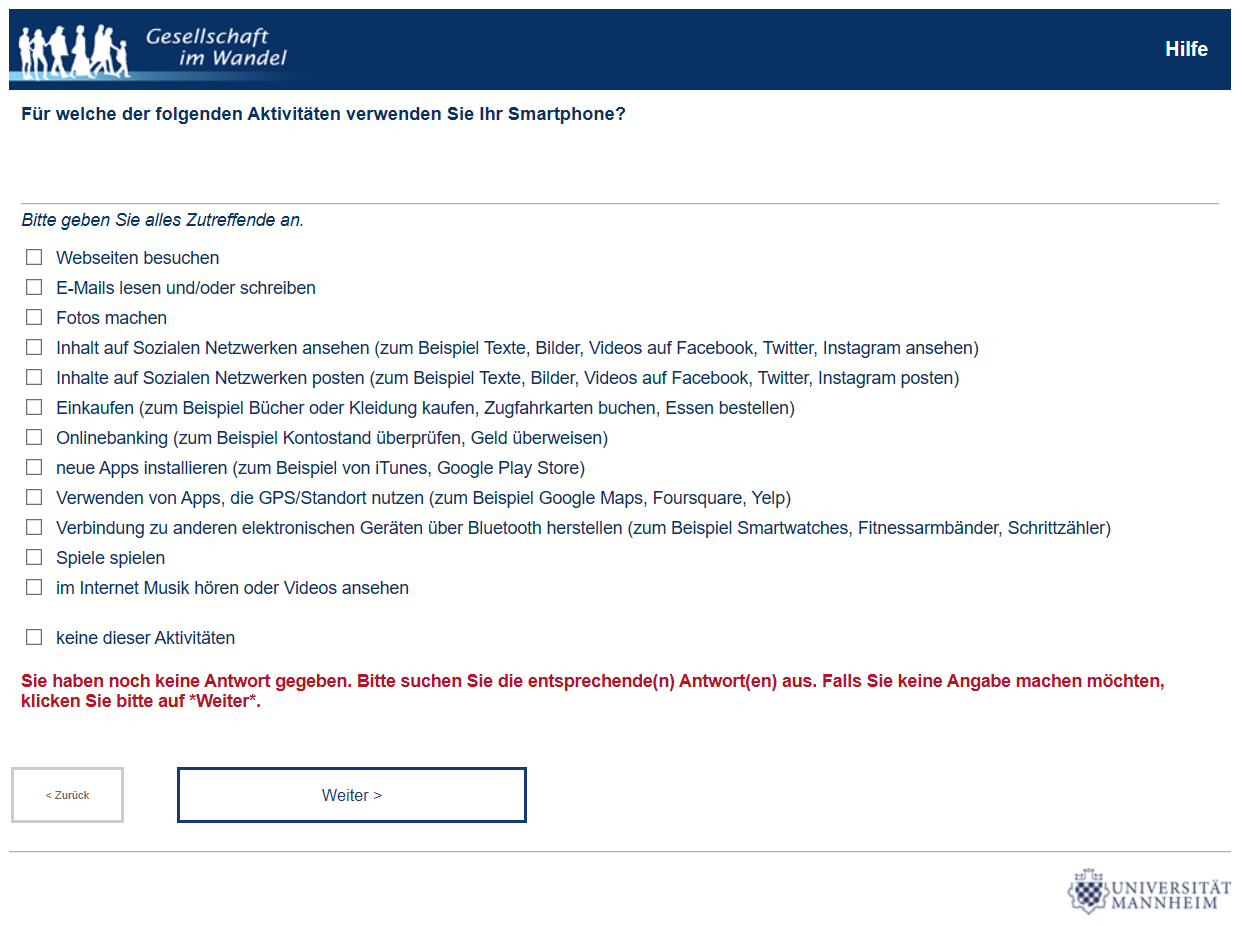 Gesellschaft
im Wandel
Hilfe
Für welche der folgenden Aktivitäten verwenden Sie Ihr Smartphone?
Bitte geben Sie alles Zutreffende an.
Webseiten besuchen
E-Mails lesen und/oder schreiben
Fotos machen
Inhalt auf Sozialen Netzwerken ansehen (zum Beispiel Texte, Bilder, Videos auf Facebook, Twitter, Instagram ansehen)
Inhalte auf Sozialen Netzwerken posten (zum Beispiel Texte, Bilder, Videos auf Facebook, Twitter, Instagram posten)
Einkaufen (zum Beispiel Bücher oder Kleidung kaufen, Zugfahrkarten buchen, Essen bestellen)
Onlinebanking (zum Beispiel Kontostand überprüfen, Geld überweisen)
neue Apps installieren (zum Beispiel von iTunes, Google Play Store)
Verwenden von Apps, die GPS/Standort nutzen (zum Beispiel Google Maps, Foursquare, Yelp)
Verbindung zu anderen elektronischen Geräten über Bluetooth herstellen (zum Beispiel Smartwatches, Fitnessarmbänder, Schrittzähler)
Spiele spielen
im Internet Musik hören oder Videos ansehen
keine dieser Aktivitäten
Sie haben noch keine Antwort gegeben. Bitte suchen Sie die entsprechende(n) Antwort(en) aus. Falls Sie keine Angabe machen möchten,
klicken Sie bitte auf *Weiter*.
< Zurück
Weiter >
UNIVERSITÄT
MANNHEIM